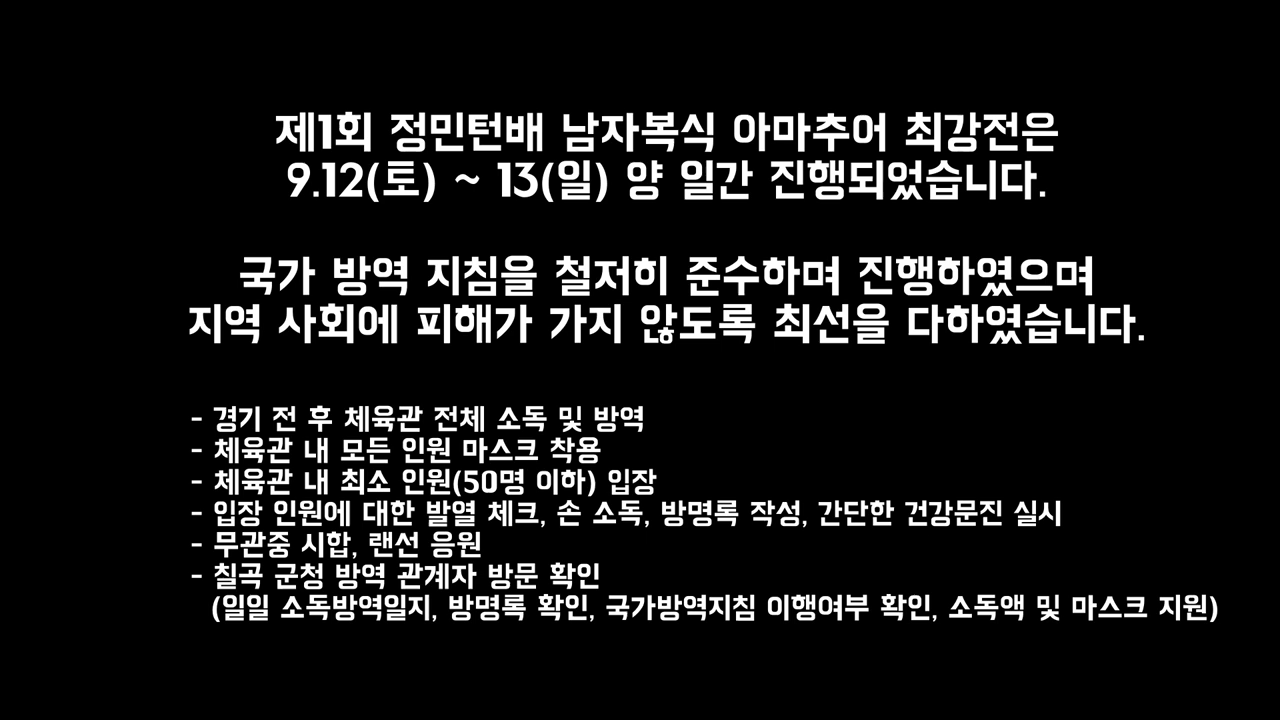 제1회 정민턴배 남자복식 아마추어 최강전은
9.12(토) ~ 13(일) 양 일간 진행되었습니다.
국가 방역 지침을 철저히 준수하며 진행하였으며
지역 사회에 피해가 가지 않도록 최선을 다하였습니다.
- 경기 전 후 체육관 전체 소독 및 방역
- 체육관 내 모든 인원 마스크 착용
- 체육관 내 최소 인원(50명 이하) 입장
- 입장 인원에 대한 발열 체크, 손 소독, 방명록 작성, 간단한 건강문진 실시
- 무관중 시합, 랜선 응원
- 칠곡 군청 방역 관계자 방문 확인
(일일 소독방역일지, 방명록 확인, 국가방역지침 이행여부 확인, 소독액 및 마스크 지원)